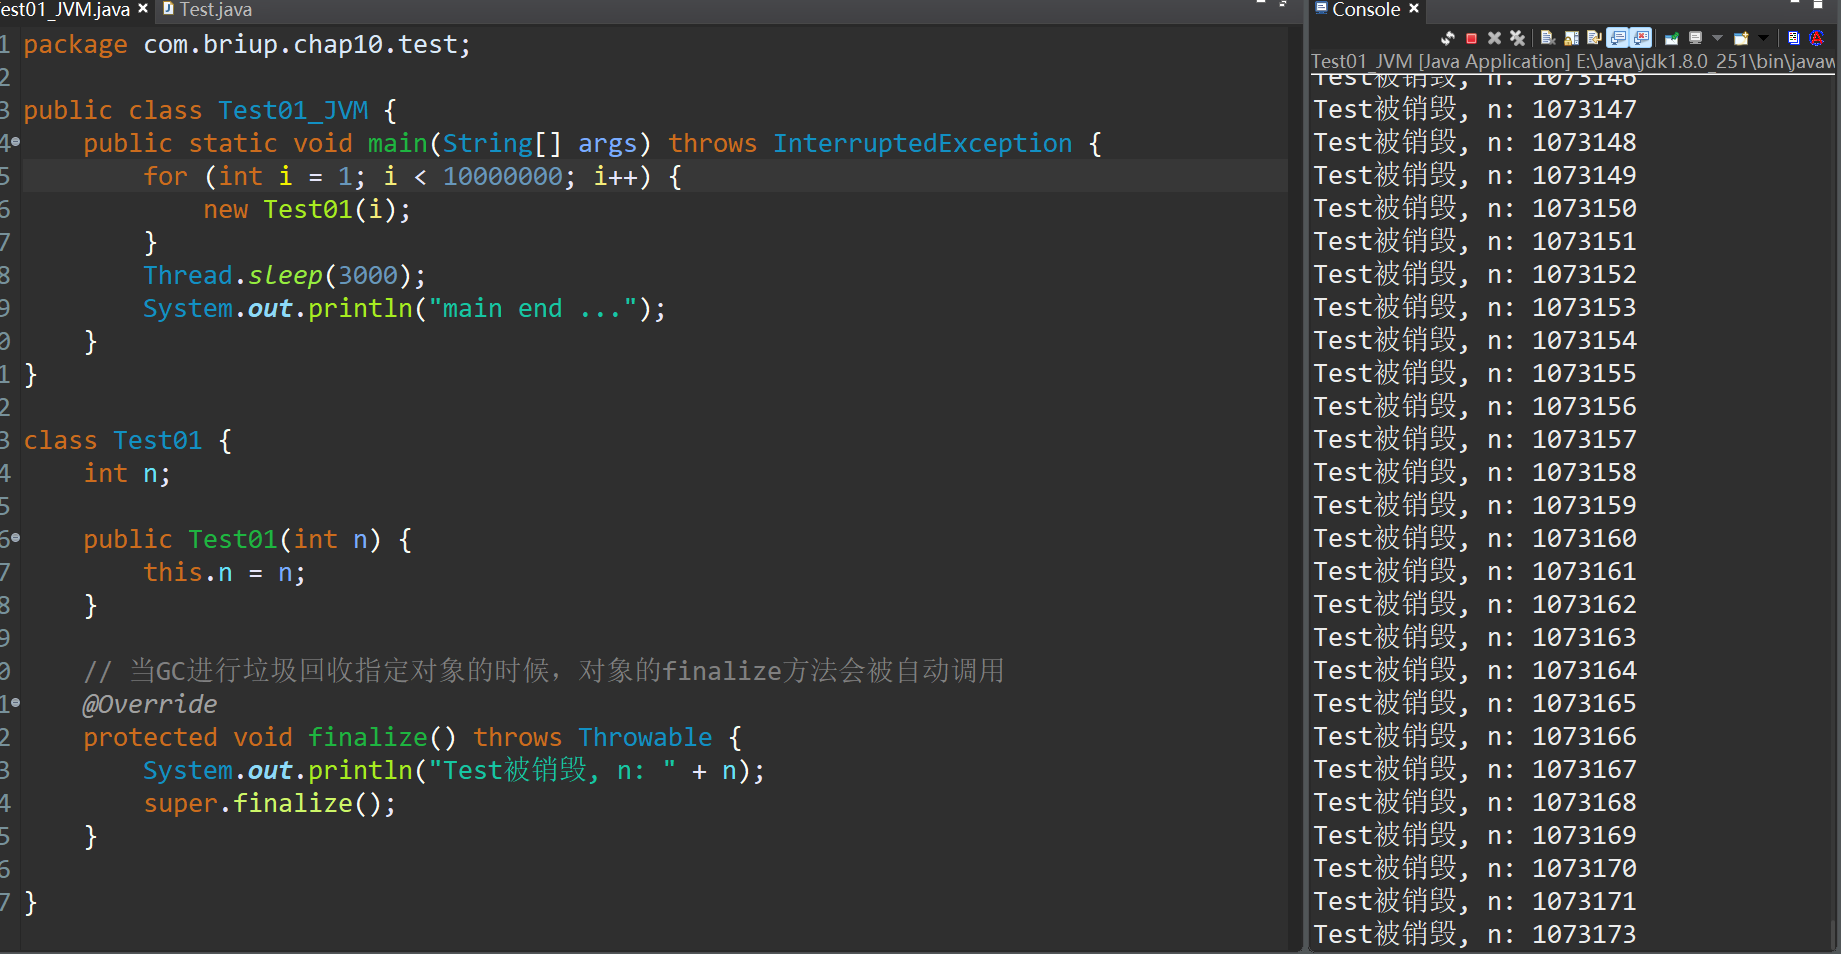 est01_JVM.java
Test.java
1 package com.briup.chap10.test;
2
3 public class Test01_JVM {
4 public static void main(String[] args) throws InterruptedException {
5 for (int i = 1; i < 10000000; i++) {
6 new Test01(i);
7 }
8 Thread.sleep(3000);
9 System.out.println("main end ...");
0 }
1 }
2
3 class Test01 {
4 int n;
5
6 public Test01(int n) {
7 this.n = n;
8 }
9
0 // 当GC进行垃圾回收指定对象的时候，对象的finalize方法会被自动调用
1 @Override
2 protected void finalize() throws Throwable {
3 System.out.println("Test被销毁, n: " + n);
4 super.finalize();
5 }
6
7 }
Console
Test01_JVM [Java Application] E:\Java\jdk1.8.0_251\bin\javaw
Test被销毁, n: 1073146
Test被销毁, n: 1073147
Test被销毁, n: 1073148
Test被销毁, n: 1073149
Test被销毁, n: 1073150
Test被销毁, n: 1073151
Test被销毁, n: 1073152
Test被销毁, n: 1073153
Test被销毁, n: 1073154
Test被销毁, n: 1073155
Test被销毁, n: 1073156
Test被销毁, n: 1073157
Test被销毁, n: 1073158
Test被销毁, n: 1073159
Test被销毁, n: 1073160
Test被销毁, n: 1073161
Test被销毁, n: 1073162
Test被销毁, n: 1073163
Test被销毁, n: 1073164
Test被销毁, n: 1073165
Test被销毁, n: 1073166
Test被销毁, n: 1073167
Test被销毁, n: 1073168
Test被销毁, n: 1073169
Test被销毁, n: 1073170
Test被销毁, n: 1073171
Test被销毁, n: 1073173